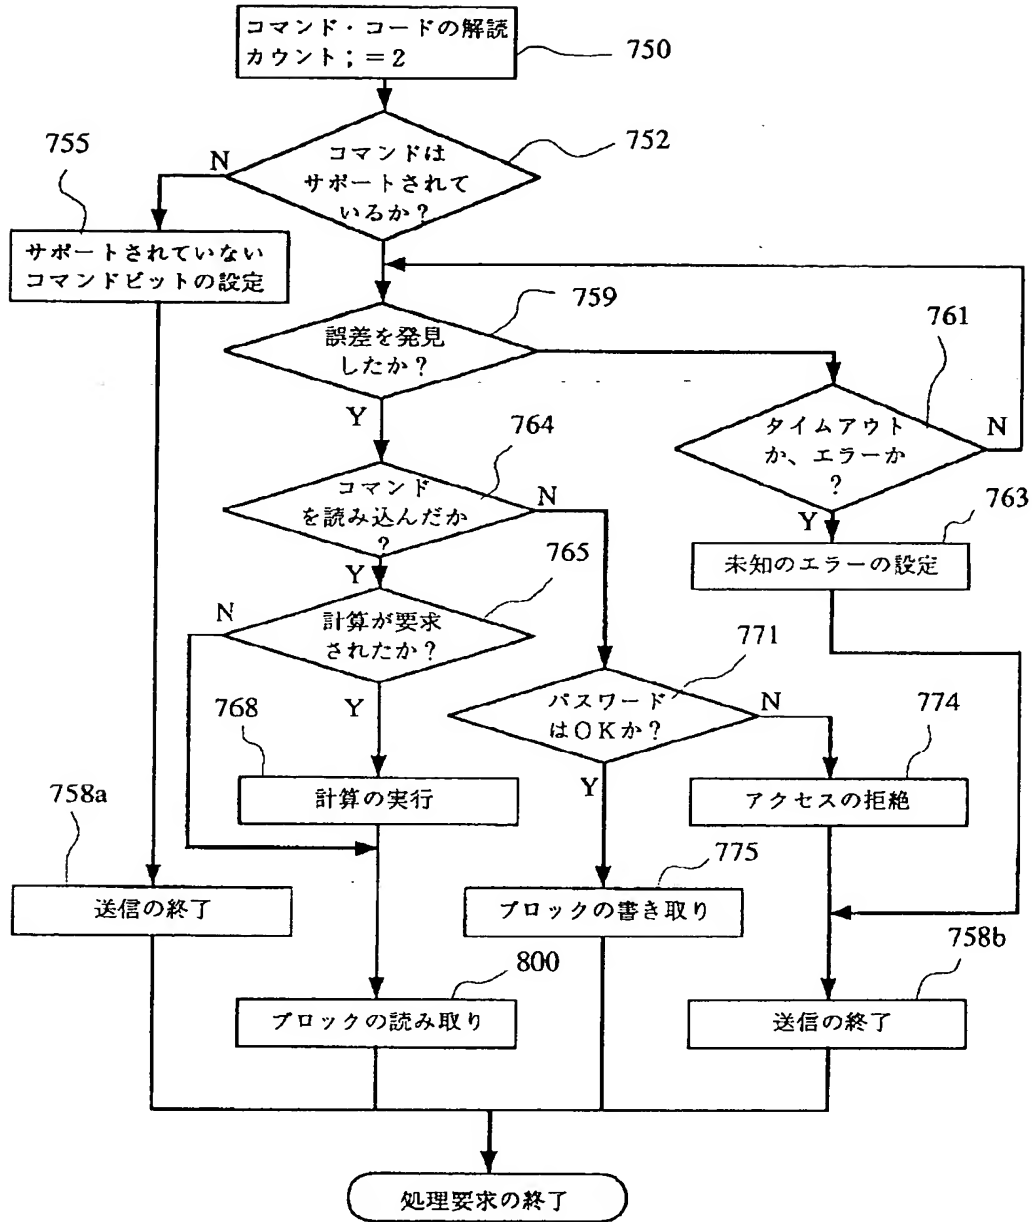 コマンド・コードの解読
カウント；＝2
750
755
752
N
コマンドは
サポートされて
いるか？
サポートされていない
コマンドビットの設定
759
誤差を発見
したか？
761
Y
764
タイムアウト
か、エラーか
？
N
コマンド
を読み込んだか
？
N
Y
763
Y
765
未知のエラーの設定
N
計算が要求
されたか？
771
Y
パスワード
はＯＫか？
N
774
768
計算の実行
Y
アクセスの拒絶
758a
775
送信の終了
ブロックの書き取り
758b
800
ブロックの読み取り
送信の終了
処理要求の終了